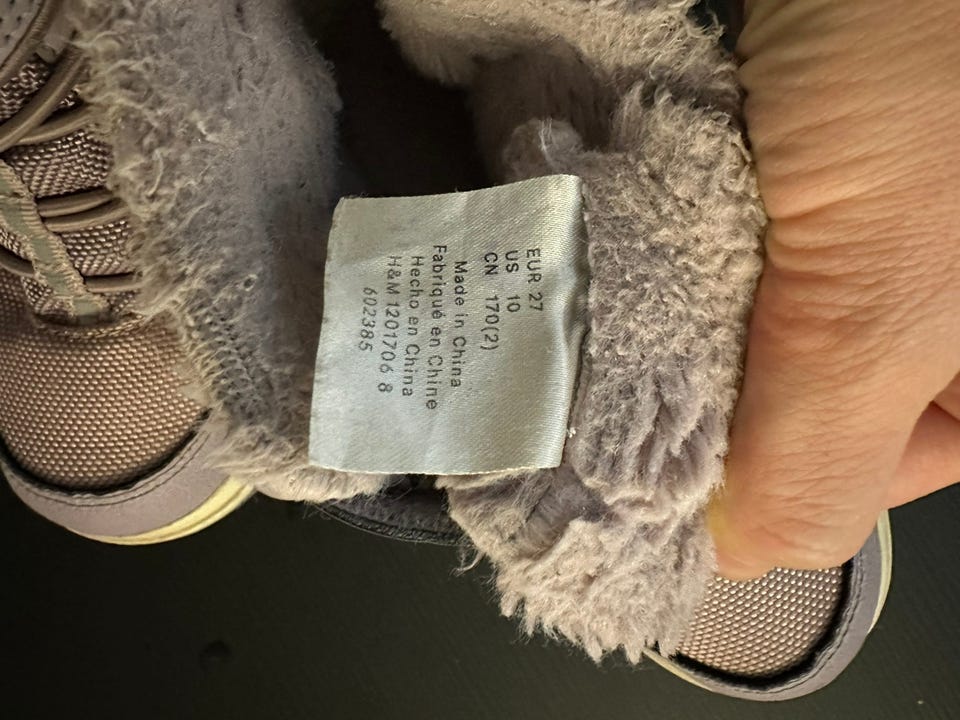 EUR 27
US 10
CN 170(2)
Made in China
Fabriqué en Chine
Hecho en China
H&M 1201706 8
602385